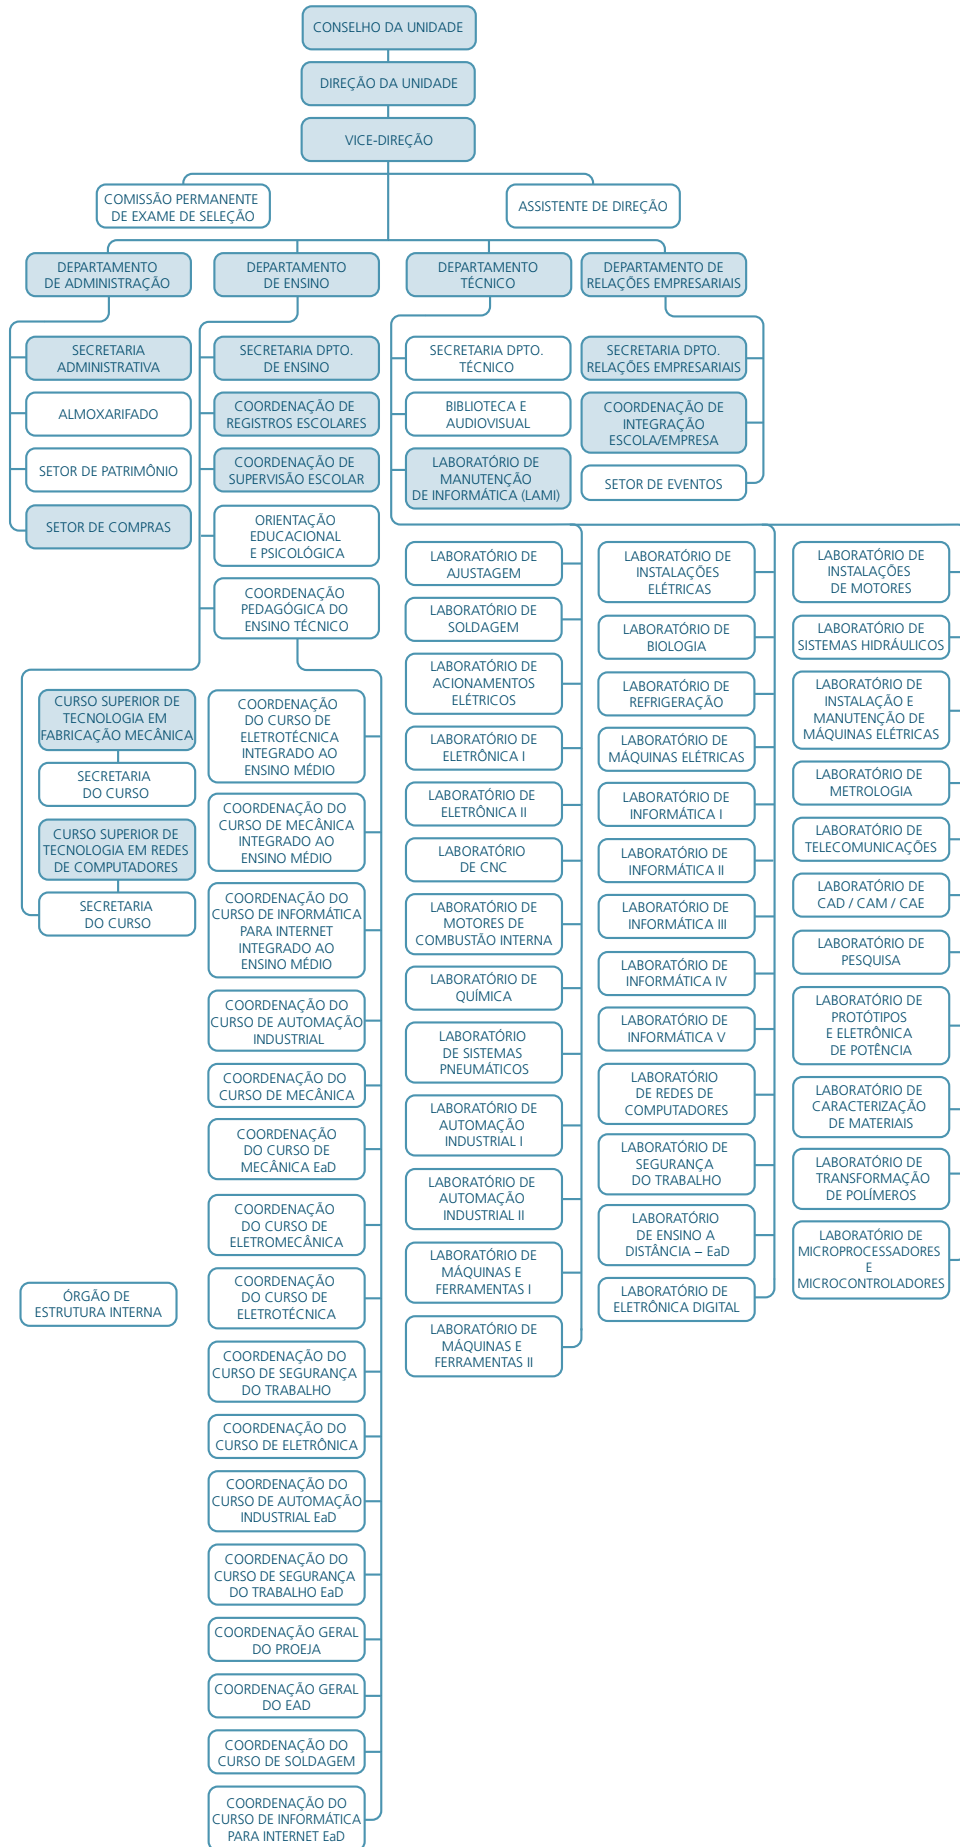 CONSELHO DA UNIDADE
DIREÇÃO DA UNIDADE
VICE-DIREÇÃO
COMISSÃO PERMANENTE
DE EXAME DE SELEÇÃO
ASSISTENTE DE DIREÇÃO
DEPARTAMENTO
DE ADMINISTRAÇÃO
DEPARTAMENTO
DE ENSINO
DEPARTAMENTO
TÉCNICO
DEPARTAMENTO DE
RELAÇÕES EMPRESARIAIS
SECRETARIA
ADMINISTRATIVA
ALMOXARIFADO
SETOR DE PATRIMÔNIO
SETOR DE COMPRAS
SECRETARIA DPTO.
DE ENSINO
COORDENAÇÃO DE
REGISTROS ESCOLARES
COORDENAÇÃO DE
SUPERVISÃO ESCOLAR
ORIENTAÇÃO
EDUCACIONAL
E PSICOLÓGICA
COORDENAÇÃO
PEDAGÓGICA DO
ENSINO TÉCNICO
SECRETARIA DPTO.
TÉCNICO
BIBLIOTECA E
AUDIOVISUAL
LABORATÓRIO DE
MANUTENÇÃO
DE INFORMÁTICA (LAMI)
SECRETARIA DPTO.
RELAÇÕES EMPRESARIAIS
COORDENAÇÃO DE
INTEGRAÇÃO
ESCOLA/EMPRESA
SETOR DE EVENTOS
CURSO SUPERIOR DE
TECNOLOGIA EM
FABRICAÇÃO MECÂNICA
SECRETARIA
DO CURSO
CURSO SUPERIOR DE
TECNOLOGIA EM REDES
DE COMPUTADORES
SECRETARIA
DO CURSO
ÓRGÃO DE
ESTRUTURA INTERNA
COORDENAÇÃO
DO CURSO DE
ELETROTÉCNICA
INTEGRADO AO
ENSINO MÉDIO
COORDENAÇÃO DO
CURSO DE MECÂNICA
INTEGRADO AO
ENSINO MÉDIO
COORDENAÇÃO DO
CURSO DE INFORMÁTICA
PARA INTERNET
INTEGRADO AO
ENSINO MÉDIO
COORDENAÇÃO DO
CURSO DE AUTOMAÇÃO
INDUSTRIAL
COORDENAÇÃO DO
CURSO DE MECÂNICA
COORDENAÇÃO
DO CURSO DE
MECÂNICA EaD
COORDENAÇÃO
DO CURSO DE
ELETROMECÂNICA
COORDENAÇÃO
DO CURSO DE
ELETROTÉCNICA
COORDENAÇÃO DO
CURSO DE SEGURANÇA
DO TRABALHO
COORDENAÇÃO DO
CURSO DE ELETRÔNICA
COORDENAÇÃO DO
CURSO DE AUTOMAÇÃO
INDUSTRIAL EaD
COORDENAÇÃO DO
CURSO DE SEGURANÇA
DO TRABALHO EaD
COORDENAÇÃO GERAL
DO PROEJA
COORDENAÇÃO GERAL
DO EAD
COORDENAÇÃO DO
CURSO DE SOLDAGEM
COORDENAÇÃO DO
CURSO DE INFORMÁTICA
PARA INTERNET EaD
LABORATÓRIO DE
AJUSTAGEM
LABORATÓRIO DE
SOLDAGEM
LABORATÓRIO DE
ACIONAMENTOS
ELÉTRICOS
LABORATÓRIO DE
ELETRÔNICA I
LABORATÓRIO DE
ELETRÔNICA II
LABORATÓRIO
DE CNC
LABORATÓRIO DE
MOTORES DE
COMBUSTÃO INTERNA
LABORATÓRIO DE
QUÍMICA
LABORATÓRIO
DE SISTEMAS
PNEUMÁTICOS
LABORATÓRIO DE
AUTOMAÇÃO
INDUSTRIAL I
LABORATÓRIO DE
AUTOMAÇÃO
INDUSTRIAL II
LABORATÓRIO DE
MÁQUINAS E
FERRAMENTAS I
LABORATÓRIO DE
MÁQUINAS E
FERRAMENTAS II
LABORATÓRIO DE
INSTALAÇÕES
ELÉTRICAS
LABORATÓRIO DE
BIOLOGIA
LABORATÓRIO DE
REFRIGERAÇÃO
LABORATÓRIO DE
MÁQUINAS ELÉTRICAS
LABORATÓRIO DE
INFORMÁTICA I
LABORATÓRIO DE
INFORMÁTICA II
LABORATÓRIO DE
INFORMÁTICA III
LABORATÓRIO DE
INFORMÁTICA IV
LABORATÓRIO DE
INFORMÁTICA V
LABORATÓRIO
DE REDES DE
COMPUTADORES
LABORATÓRIO DE
SEGURANÇA
DO TRABALHO
LABORATÓRIO
DE ENSINO A
DISTÂNCIA – EaD
LABORATÓRIO DE
ELETRÔNICA DIGITAL
LABORATÓRIO DE
INSTALAÇÕES
DE MOTORES
LABORATÓRIO DE
SISTEMAS HIDRÁULICOS
LABORATÓRIO DE
INSTALAÇÃO E
MANUTENÇÃO DE
MÁQUINAS ELÉTRICAS
LABORATÓRIO DE
METROLOGIA
LABORATÓRIO DE
TELECOMUNICAÇÕES
LABORATÓRIO DE
CAD / CAM / CAE
LABORATÓRIO DE
PESQUISA
LABORATÓRIO DE
PROTÓTIPOS
E ELETRÔNICA
DE POTÊNCIA
LABORATÓRIO DE
CARACTERIZAÇÃO
DE MATERIAIS
LABORATÓRIO DE
TRANSFORMAÇÃO
DE POLÍMEROS
LABORATÓRIO DE
MICROPROCESSADORES
E
MICROCONTROLADORES